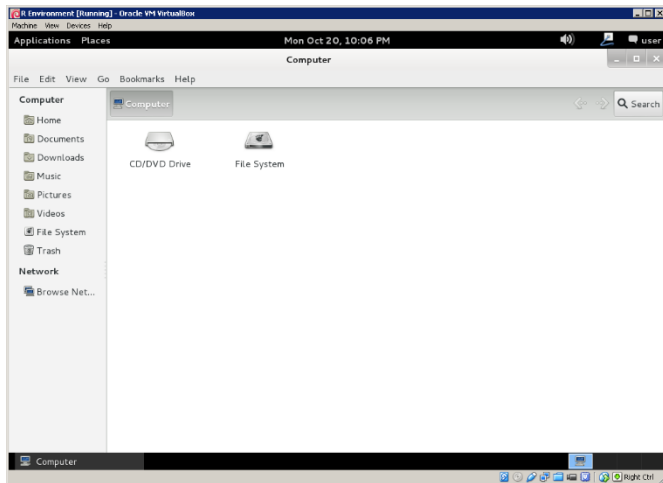 R Environment [Running] - Oracle VM VirtualBox
Machine View Devices Help
Applications Places Mon Oct 20, 10:06 PM user
Computer
File Edit View Go Bookmarks Help
Computer
Computer
Search
Home
Documents
Downloads
Music
Pictures
Videos
File System
Trash
CD/DVD Drive
File System
Network
Browse Net...
Computer
Right Ctrl